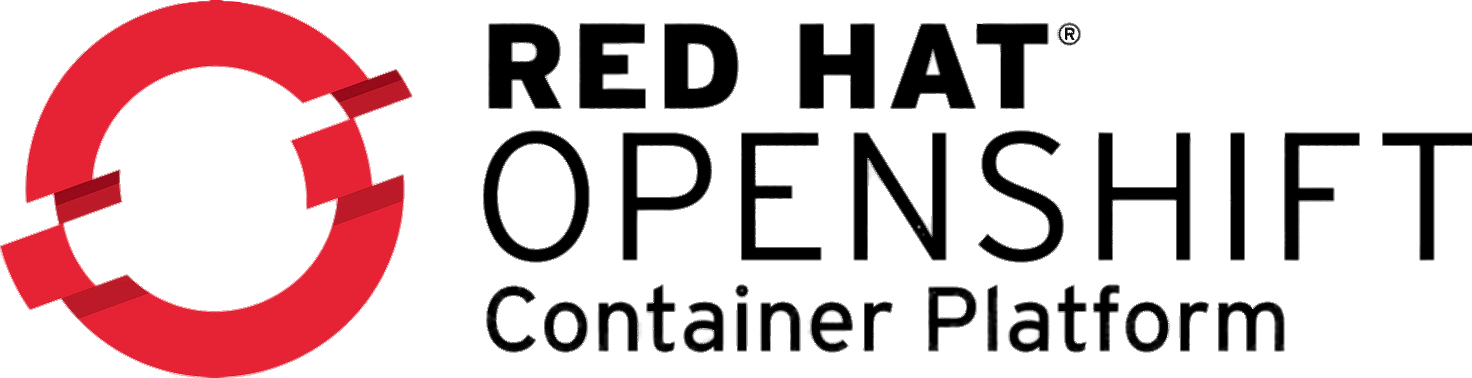 RED HAT®
OPENSHIFT
Container Platform